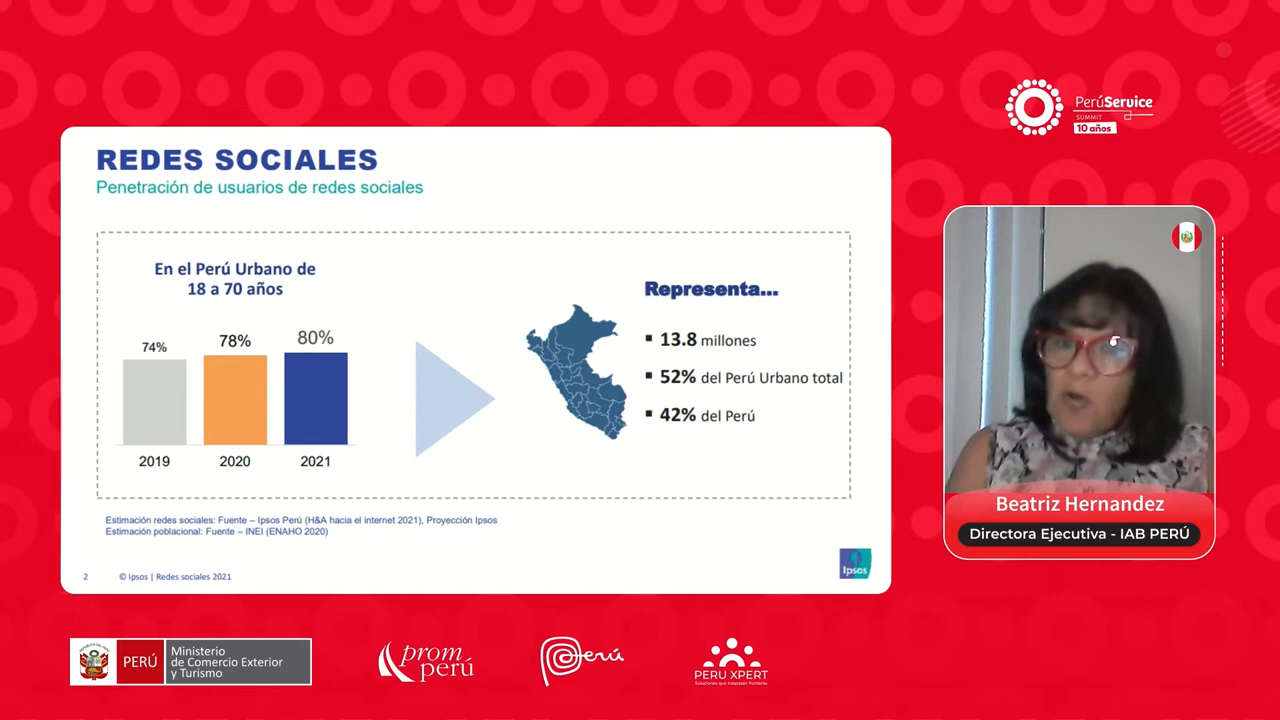 PerúService
SUMMIT
10 años
REDES SOCIALES
Penetración de usuarios de redes sociales
En el Perú Urbano de
18 a 70 años
74%
78%
80%
2019
2020
2021
Representa...
▪ 13.8 millones
▪ 52% del Perú Urbano total
▪ 42% del Perú
Estimación redes sociales: Fuente – Ipsos Perú (H&A hacia el internet 2021), Proyección Ipsos
Estimación poblacional: Fuente – INEI (ENAHO 2020)
2
© Ipsos | Redes sociales 2021
Ipsos
Beatriz Hernandez
Directora Ejecutiva - IAB PERÚ
PERÚ
Ministerio
de Comercio Exterior
y Turismo
prom
perú
Perú
PERU XPERT
Soluciones que traspasan fronteras